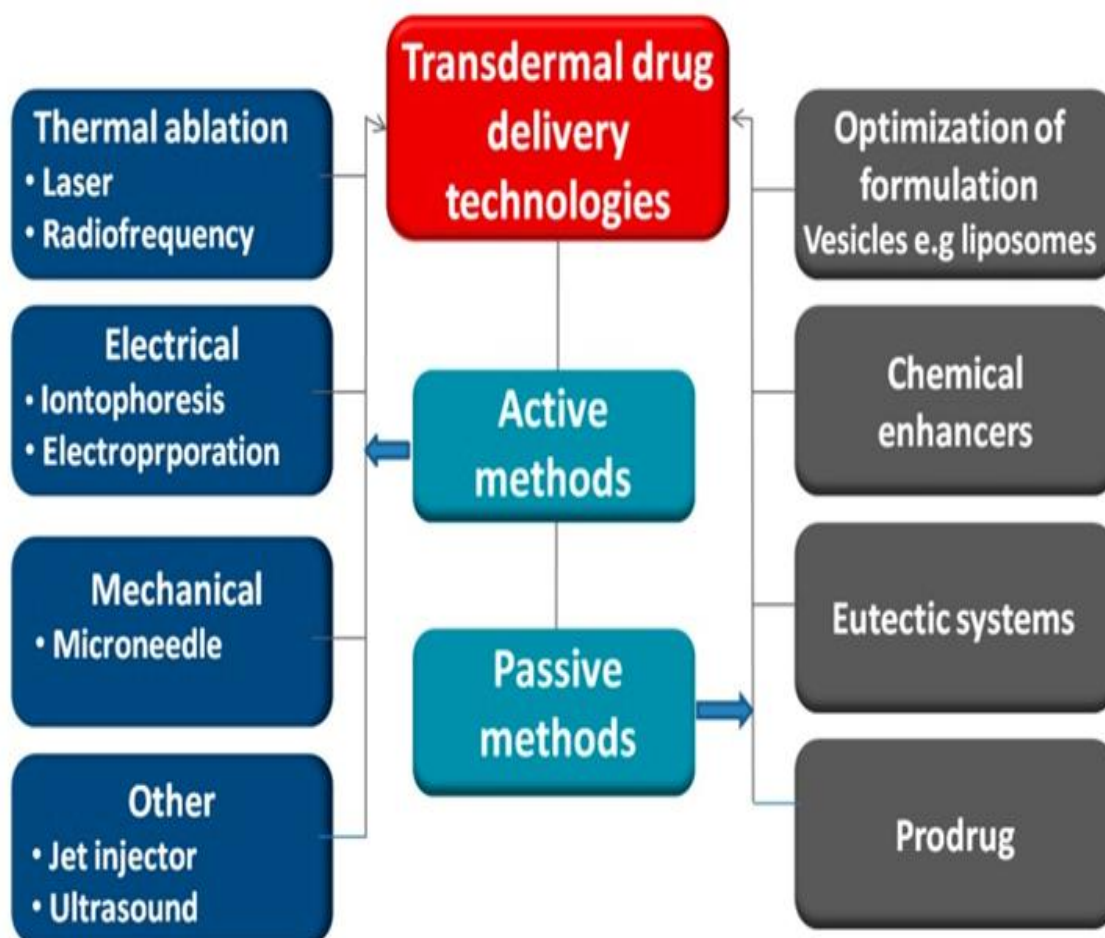 Transdermal drug
delivery
technologies
Thermal ablation
• Laser
• Radiofrequency
Electrical
• Iontophoresis
• Electroprporation
Mechanical
• Microneedle
Other
• Jet injector
• Ultrasound
Active
methods
Passive
methods
Optimization of
formulation
Vesicles e.g liposomes
Chemical
enhancers
Eutectic systems
Prodrug